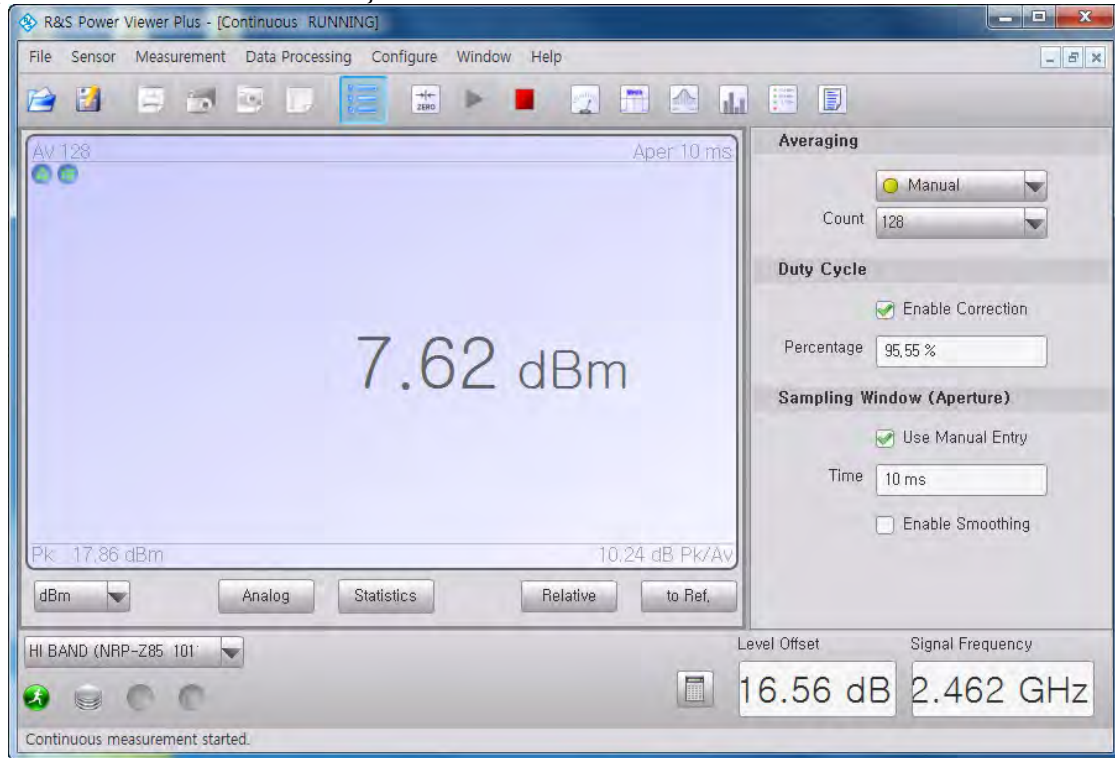 R&S Power Viewer Plus - [Continuous RUNNING]
File Sensor Measurement Data Processing Configure Window Help
ZERO
AV 128 Aper 10 ms
7.62 dBm
Pk 17,86 dBm 10,24 dB Pk/Av
dBm Analog Statistics Relative to Ref,
Averaging
Manual
Count 128
Duty Cycle
Enable Correction
Percentage 95,55 %
Sampling Window (Aperture)
Use Manual Entry
Time 10 ms
Enable Smoothing
HI BAND (NRP-Z85 101
Level Offset Signal Frequency
16.56 dB 2.462 GHz
Continuous measurement started.